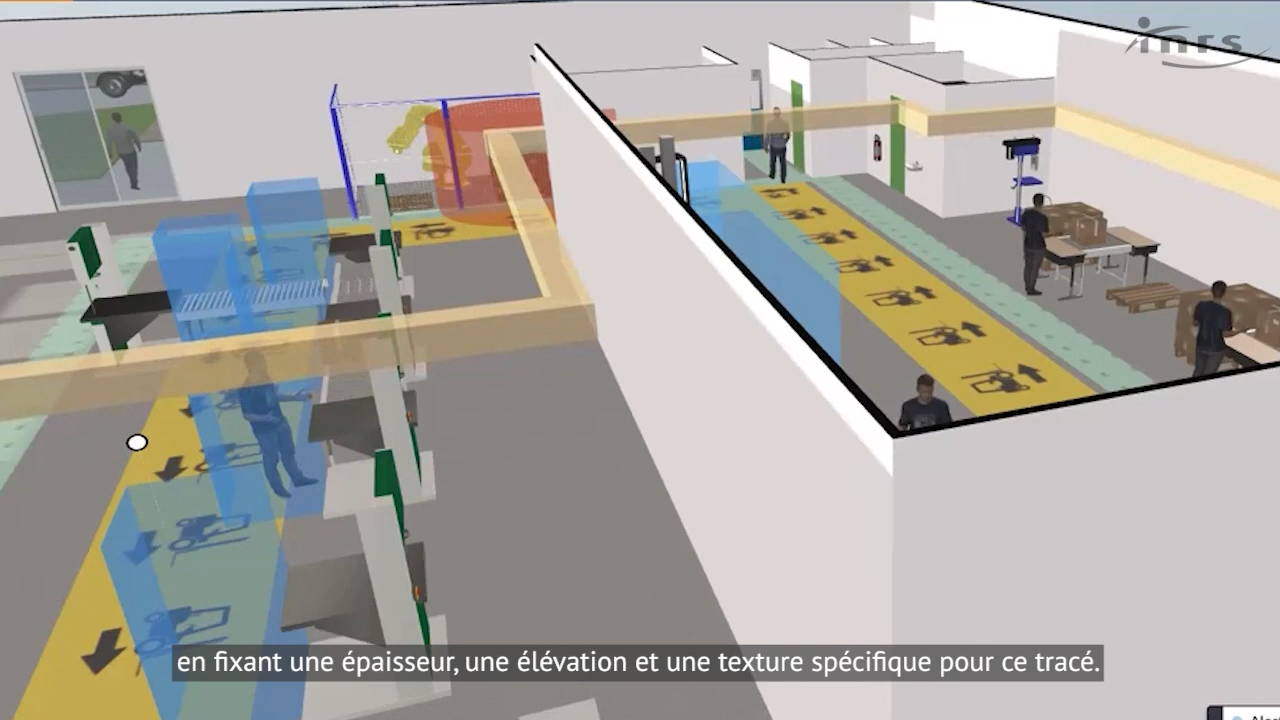 inrs
en fixant une épaisseur, une élévation et une texture spécifique pour ce tracé.